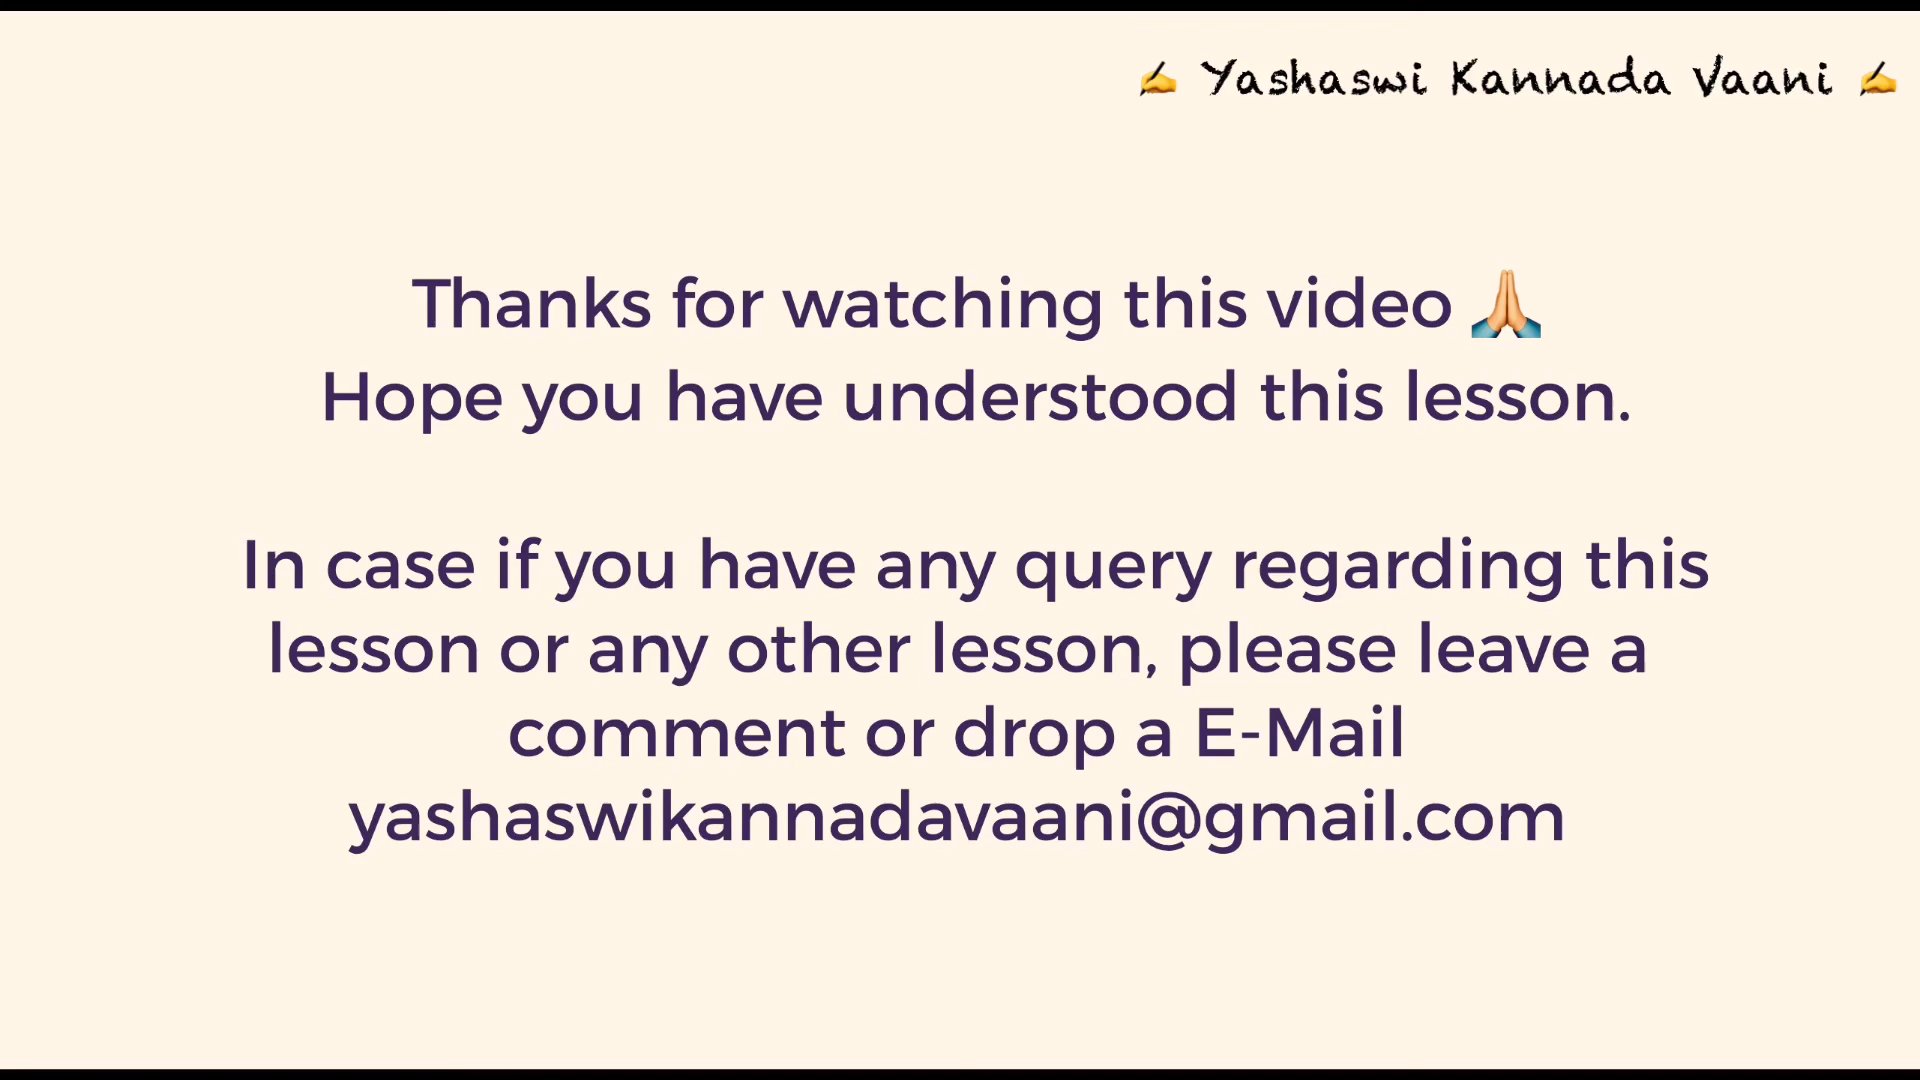 ✍️ Yashaswi Kannada Vaani ✍️
Thanks for watching this video 🙏
Hope you have understood this lesson.
In case if you have any query regarding this
lesson or any other lesson, please leave a
comment or drop a E-Mail
yashaswikannadavaani@gmail.com